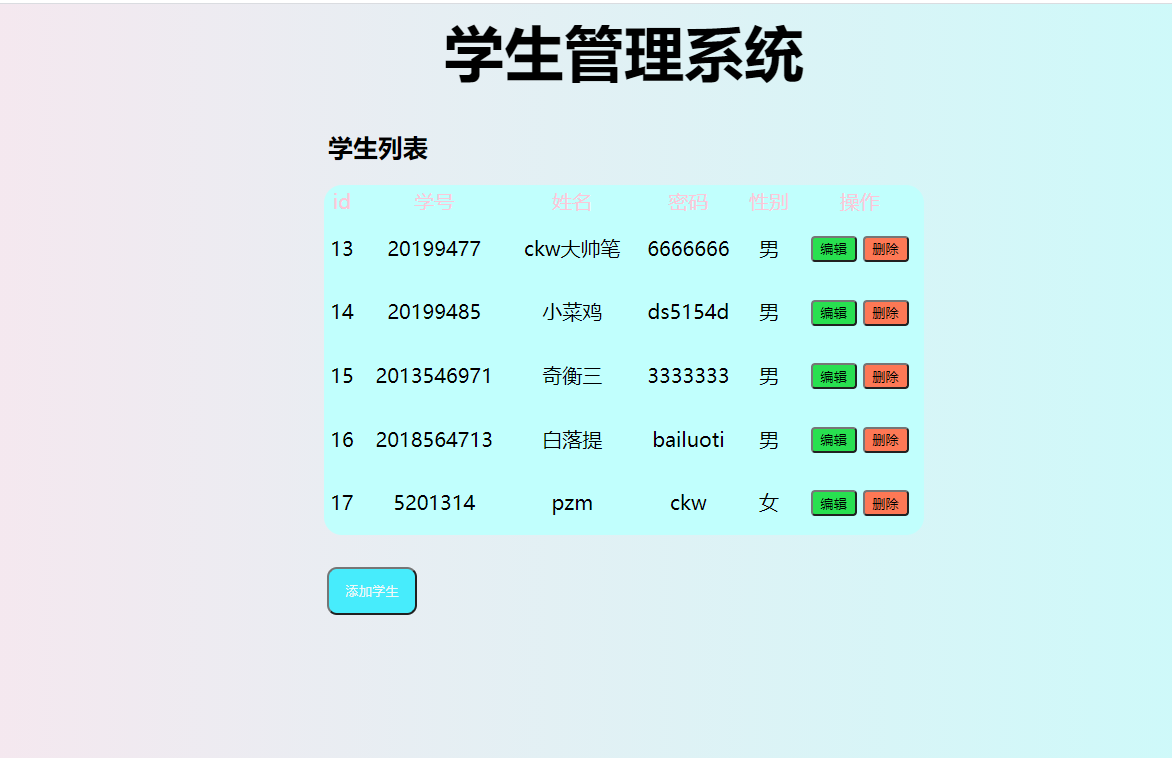 学生管理系统
学生列表
id 学号 姓名 密码 性别 操作
13 20199477 ckw大帅笔 6666666 男 编辑 删除
14 20199485 小菜鸡 ds5154d 男 编辑 删除
15 2013546971 奇衡三 3333333 男 编辑 删除
16 2018564713 白落提 bailuoti 男 编辑 删除
17 5201314 pzm ckw 女 编辑 删除
添加学生